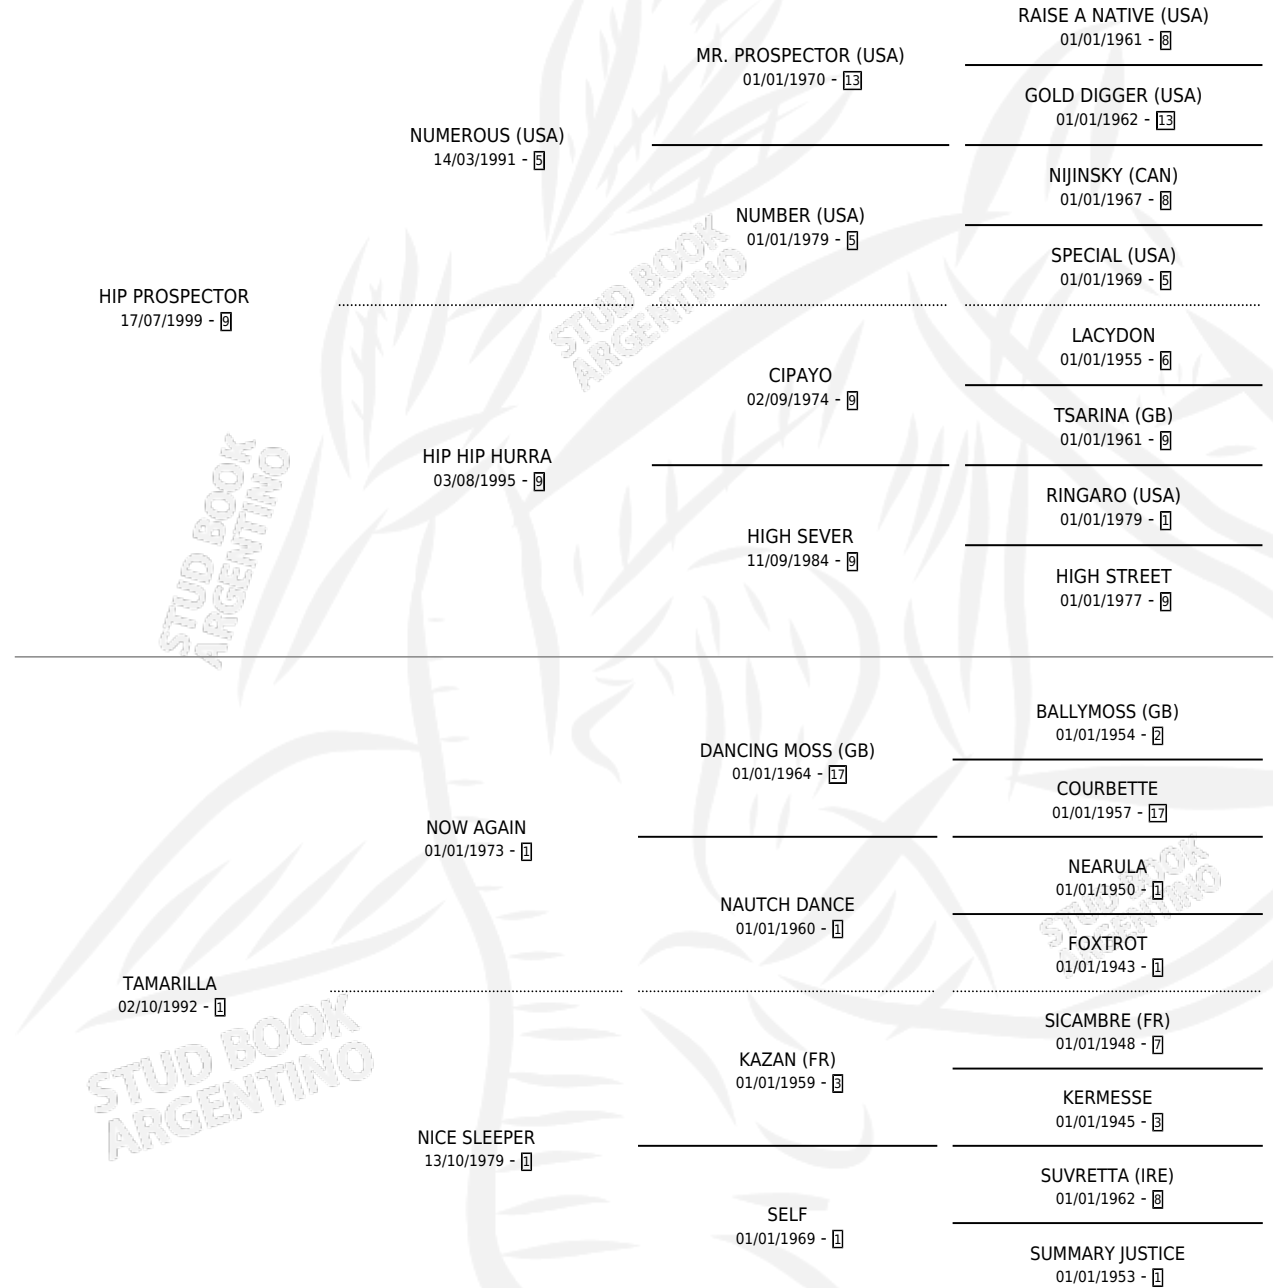 RAISE A NATIVE (USA)
01/01/1961 - 8
MR. PROSPECTOR (USA)
01/01/1970 - 13
GOLD DIGGER (USA)
01/01/1962 - 13
NUMEROUS (USA)
14/03/1991 - 5
NIJINSKY (CAN)
01/01/1967 - 8
NUMBER (USA)
01/01/1979 - 5
SPECIAL (USA)
01/01/1969 - 5
HIP PROSPECTOR
17/07/1999 - 9
LACYDON
01/01/1955 - 6
CIPAYO
02/09/1974 - 9
TSARINA (GB)
01/01/1961 - 9
HIP HIP HURRA
03/08/1995 - 9
RINGARO (USA)
01/01/1979 - 1
HIGH SEVER
11/09/1984 - 9
HIGH STREET
01/01/1977 - 9
BALLYMOSS (GB)
01/01/1954 - 2
DANCING MOSS (GB)
01/01/1964 - 17
COURBETTE
01/01/1957 - 17
NOW AGAIN
01/01/1973 - 1
NEARULA
01/01/1950 - 1
NAUTCH DANCE
01/01/1960 - 1
FOXTROT
01/01/1943 - 1
TAMARILLA
02/10/1992 - 1
SICAMBRE (FR)
01/01/1948 - 7
KAZAN (FR)
01/01/1959 - 3
KERMESSE
01/01/1945 - 3
NICE SLEEPER
13/10/1979 - 1
SUVRETTA (IRE)
01/01/1962 - 8
SELF
01/01/1969 - 1
SUMMARY JUSTICE
01/01/1953 - 1
STUD BOOK
ARGENTINO
STUD BOOK
ARGENTINO
STUD BOOK
ARGENTINO
STUD BOOK
ARGENTINO